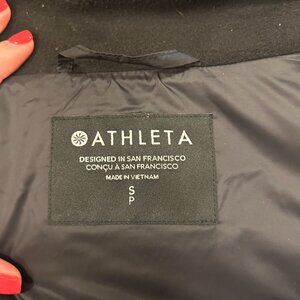 ATHLETA
DESIGNED IN SAN FRANCISCO
CONÇU À SAN FRANCISCO
MADE IN VIETNAM
S
P